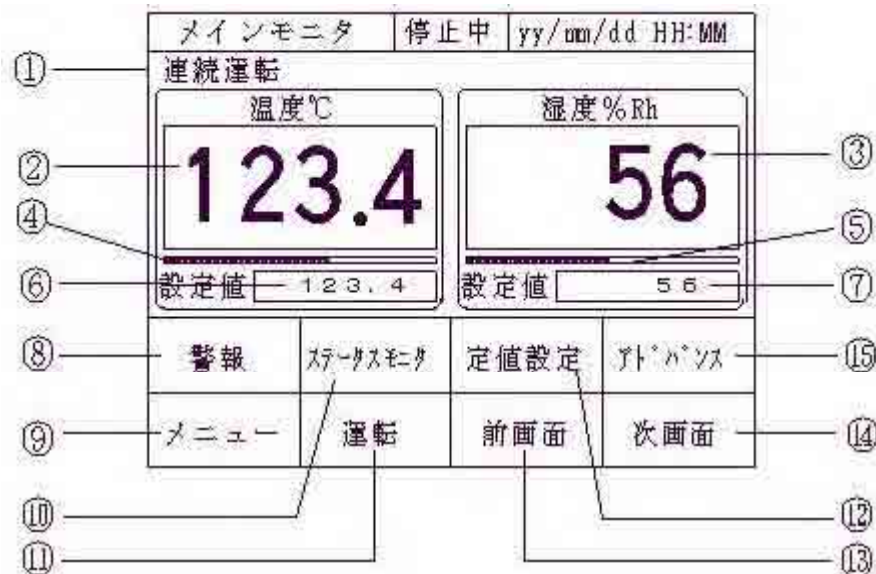 メインモニタ 停止中 yy/mm/dd HH:MM
① 連続運転
温度℃ 湿度%Rh
② 123.4 56 ③
④ ⑤
⑥ 設定値 123.4 設定値 56 ⑦
⑧ 警報 ステータスモニタ 定値設定 アドバンス ⑮
⑨ メニュー 運転 前画面 次画面 ⑭
⑩ ⑫
⑪ ⑬